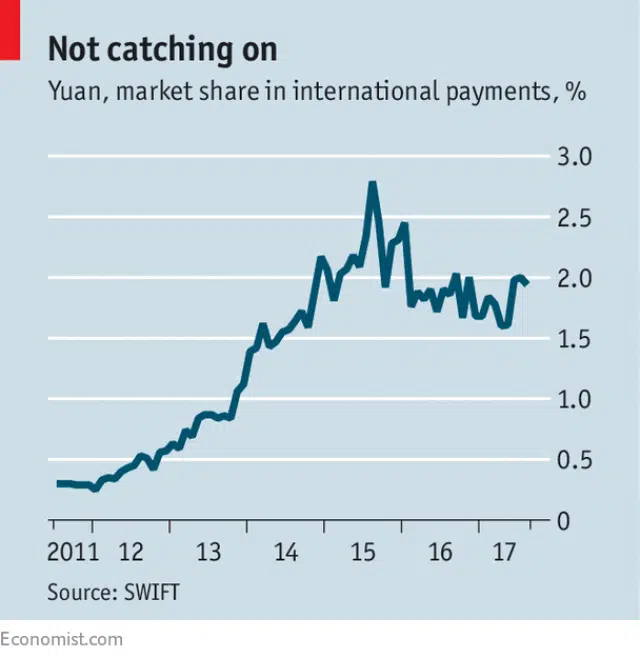 Not catching on
Yuan, market share in international payments, %
3.0
2.5
2.0
1.5
1.0
0.5
0
2011 12 13 14 15 16 17
Source: SWIFT
Economist.com